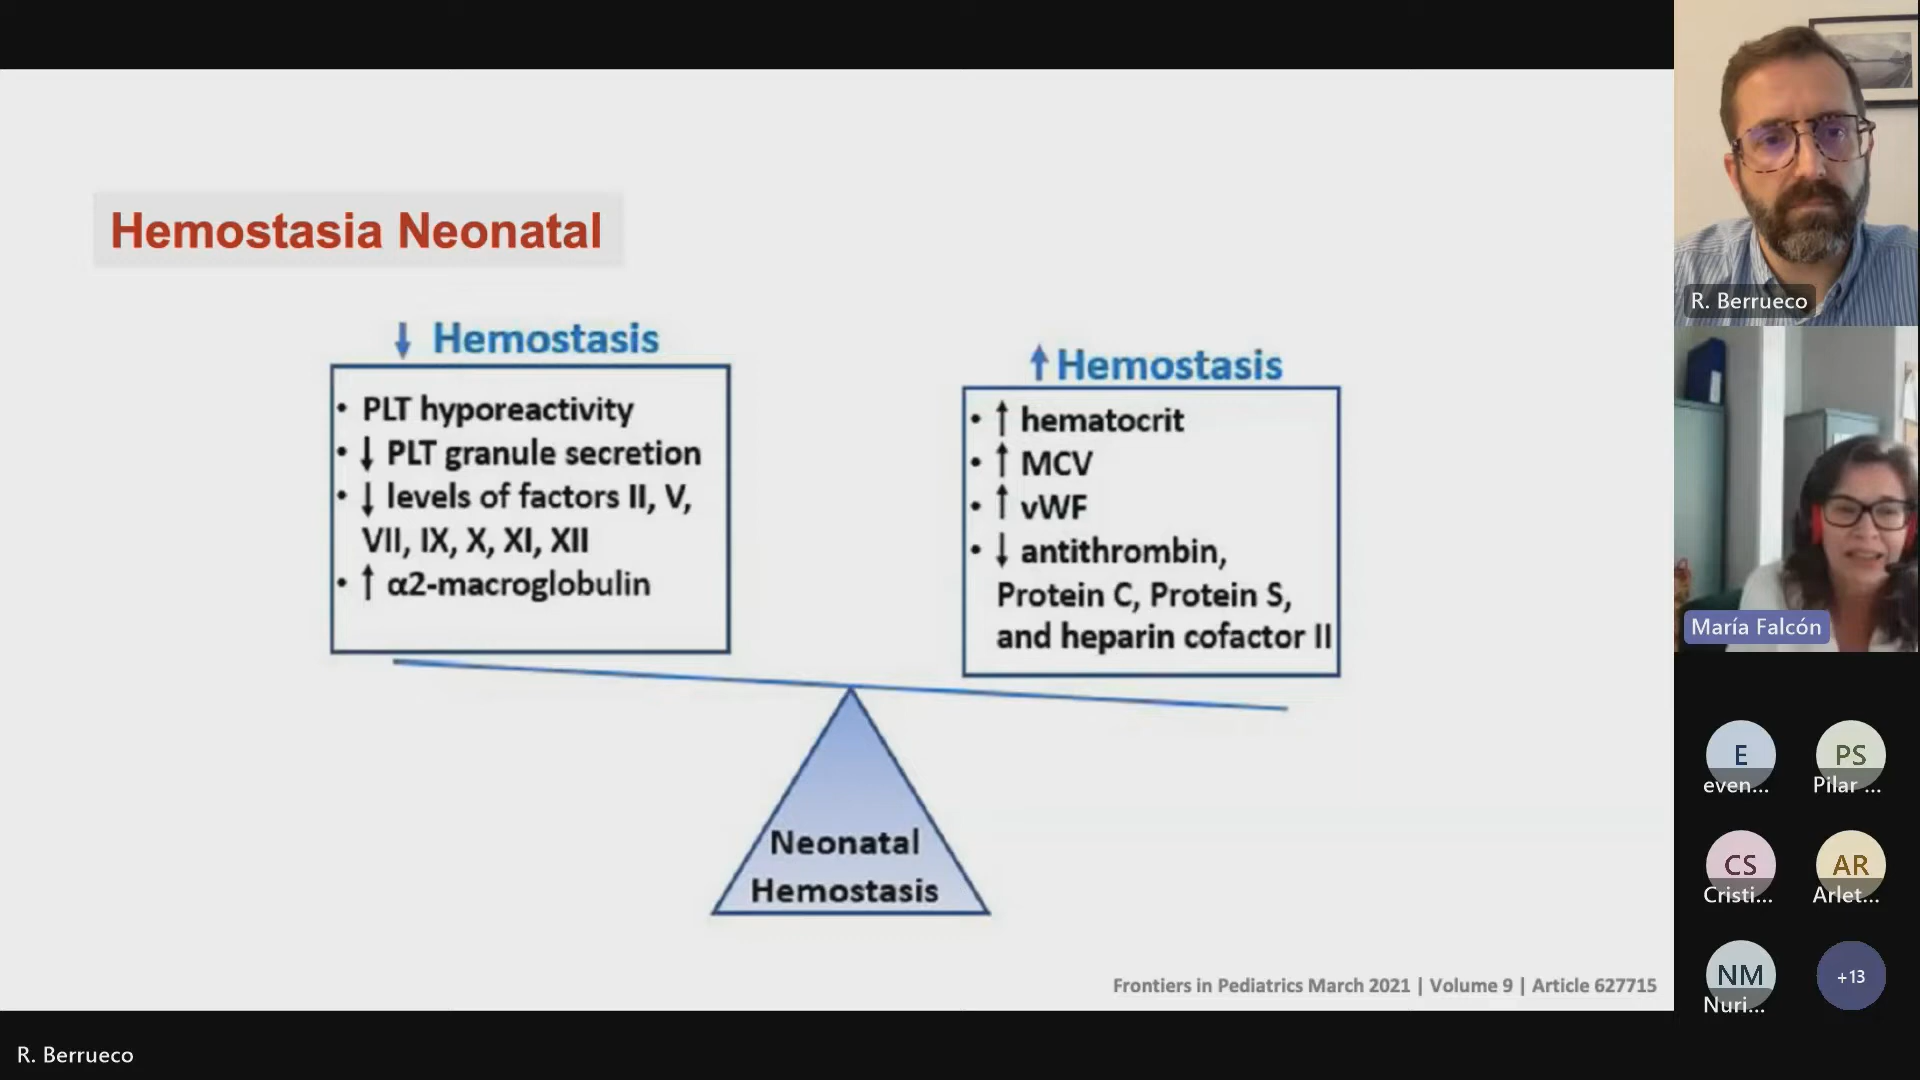 Hemostasia Neonatal
↓ Hemostasis
• PLT hyporeactivity
• ↓ PLT granule secretion
• ↓ levels of factors II, V,
VII, IX, X, XI, XII
• ↑ α2-macroglobulin
↑ Hemostasis
• ↑ hematocrit
• ↑ MCV
• ↑ vWF
• ↓ antithrombin,
Protein C, Protein S,
and heparin cofactor II
Neonatal
Hemostasis
Frontiers in Pediatrics March 2021 | Volume 9 | Article 627715
R. Berrueco
María Falcón
E
even...
PS
Pilar ...
CS
Cristi...
AR
Arlet...
NM
Nuri...
+13
R. Berrueco